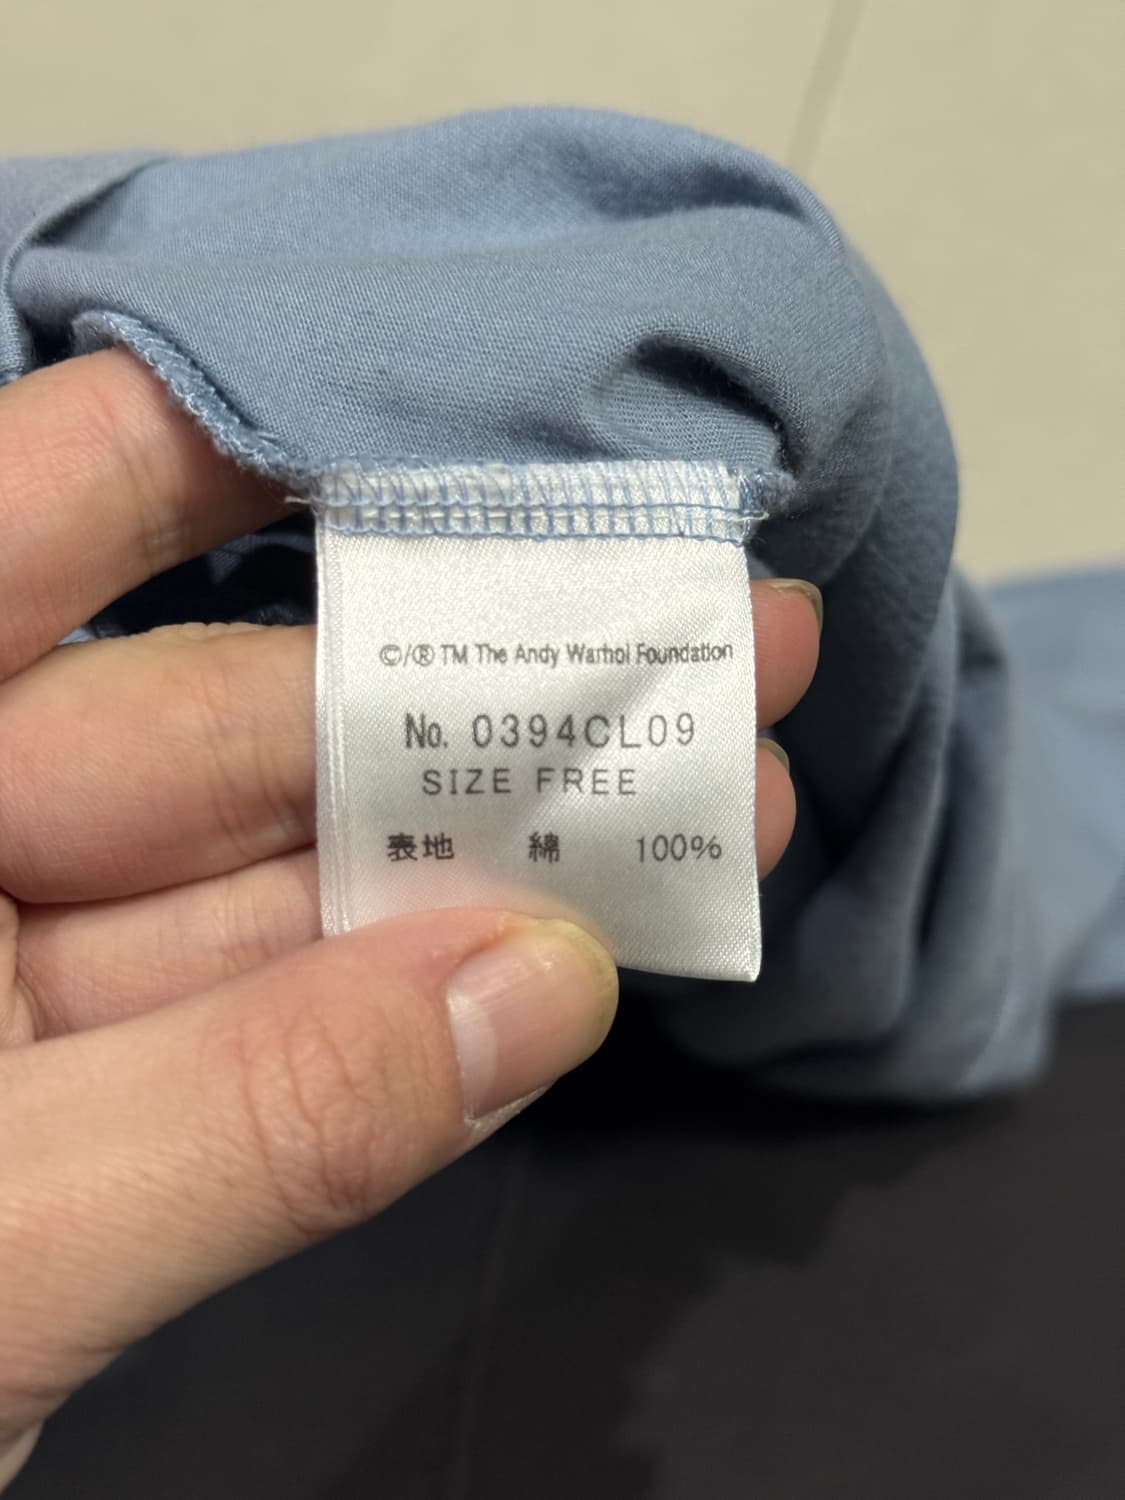 ©/® TM The Andy Warhol Foundation
No. 0394CL09
SIZE FREE
表地 綿 100%